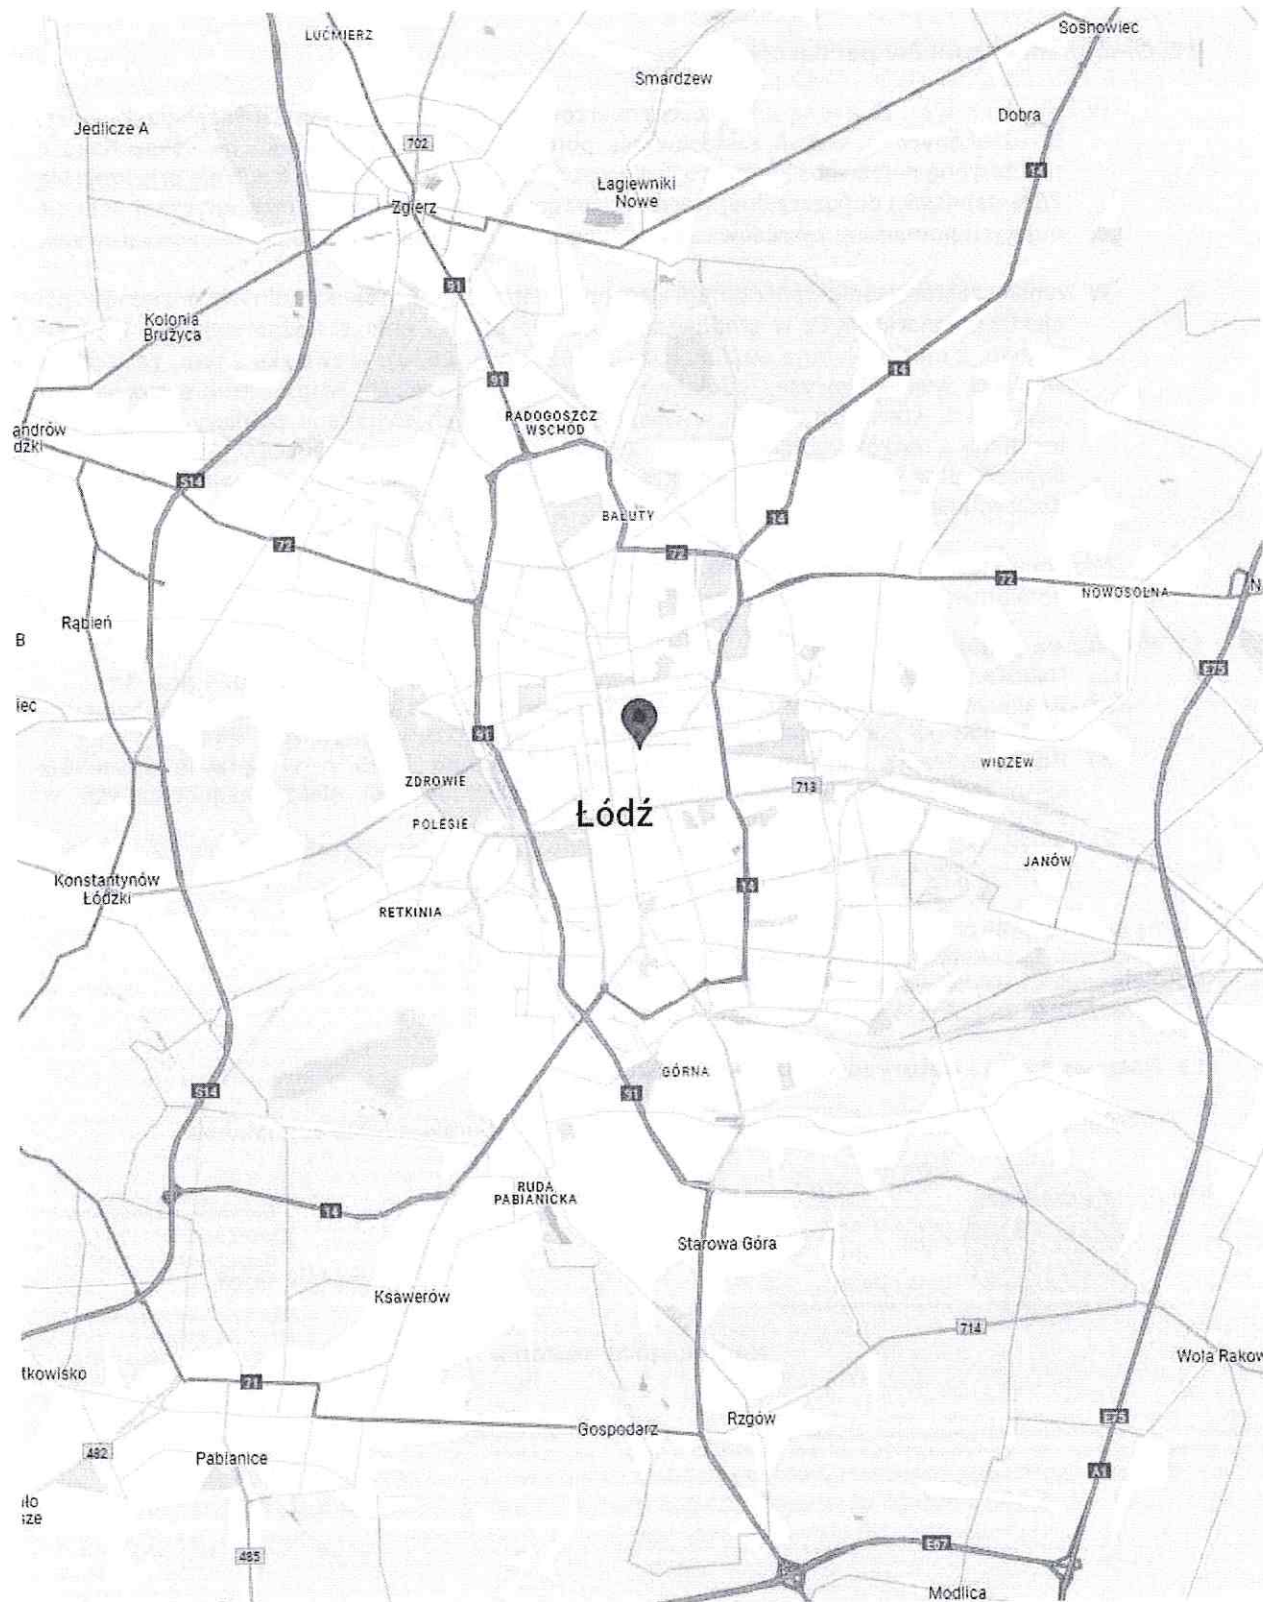 LUĆMIERZ
Sosnowiec
Smardzew
Dobra
Jedlicze A
702
14
Łagiewniki
Nowe
Zgierz
91
Kolonia
Brużyca
14
91
RADOGOSZCZ
WSCHÓD
andrów
dzki
S14
BAŁUTY
14
72
72
72
NOWOSOLNA
N
Rąbień
B
E75
iec
91
WIDZEW
ZDROWIE
713
Łódź
POLESIE
JANÓW
Konstantynów
Łódzki
14
RETKINIA
GÓRNA
S14
91
RUDA
PABIANICKA
14
Starowa Góra
Ksawerów
714
Wola Rakow
tkowisko
71
E75
Rzgów
Gospodarz
482
Pabianice
A1
ło
sze
E67
485
Modlica